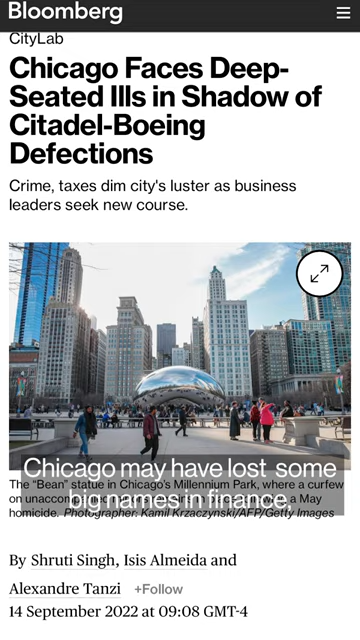 Bloomberg
CityLab
Chicago Faces Deep-
Seated Ills in Shadow of
Citadel-Boeing
Defections
Crime, taxes dim city's luster as business
leaders seek new course.
Chicago may have lost some
The "Bean" statue in Chicago's Millennium Park, where a curfew
on unaccompanied
big names in finance,
a May
homicide. Photographer: Kamil Krzaczynski/AFP/Getty Images
By Shruti Singh, Isis Almeida and
Alexandre Tanzi +Follow
14 September 2022 at 09:08 GMT-4